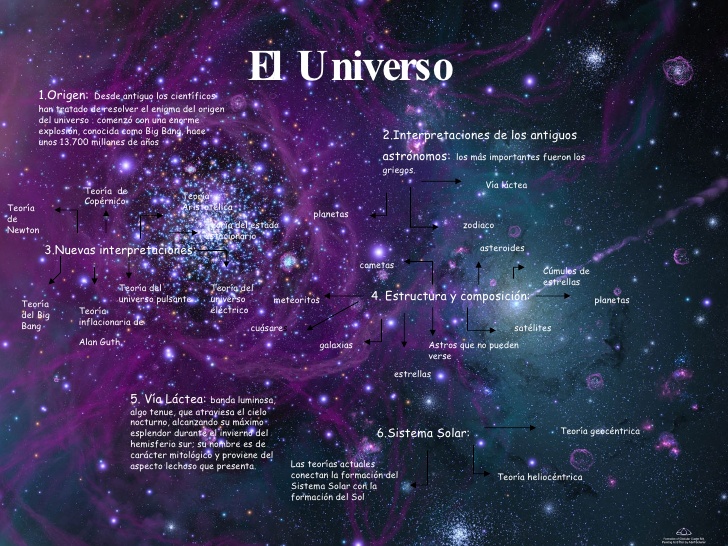 El Universo
1.Origen: Desde antiguo los científicos
han tratado de resolver el enigma del origen
del universo . comenzó con una enorme
explosión, conocida como Big Bang, hace
unos 13.700 millones de años
2.Interpretaciones de los antiguos
astrónomos: los más importantes fueron los
griegos.
Vía láctea
planetas
zodiaco
Teoría de
Copérnico
Teoría
Aristotélica
Teoría
de
Newton
Teoría del estado
estacionario
3.Nuevas interpretaciones:
Teoría
del Big
Bang
Teoría
inflacionaria de
Alan Guth.
Teoría del
universo pulsante
Teoría del
universo
eléctrico
asteroides
cometas
Cúmulos de
estrellas
4. Estructura y composición:
meteoritos
planetas
cuásare
satélites
galaxias
Astros que no pueden
verse
estrellas
5. Vía Láctea: banda luminosa,
algo tenue, que atraviesa el cielo
nocturno, alcanzando su máximo
esplendor durante el invierno del
hemisferio sur; su nombre es de
carácter mitológico y proviene del
aspecto lechoso que presenta.
6.Sistema Solar:
Teoría geocéntrica
Teoría heliocéntrica
Las teorías actuales
conectan la formación del
Sistema Solar con la
formación del Sol